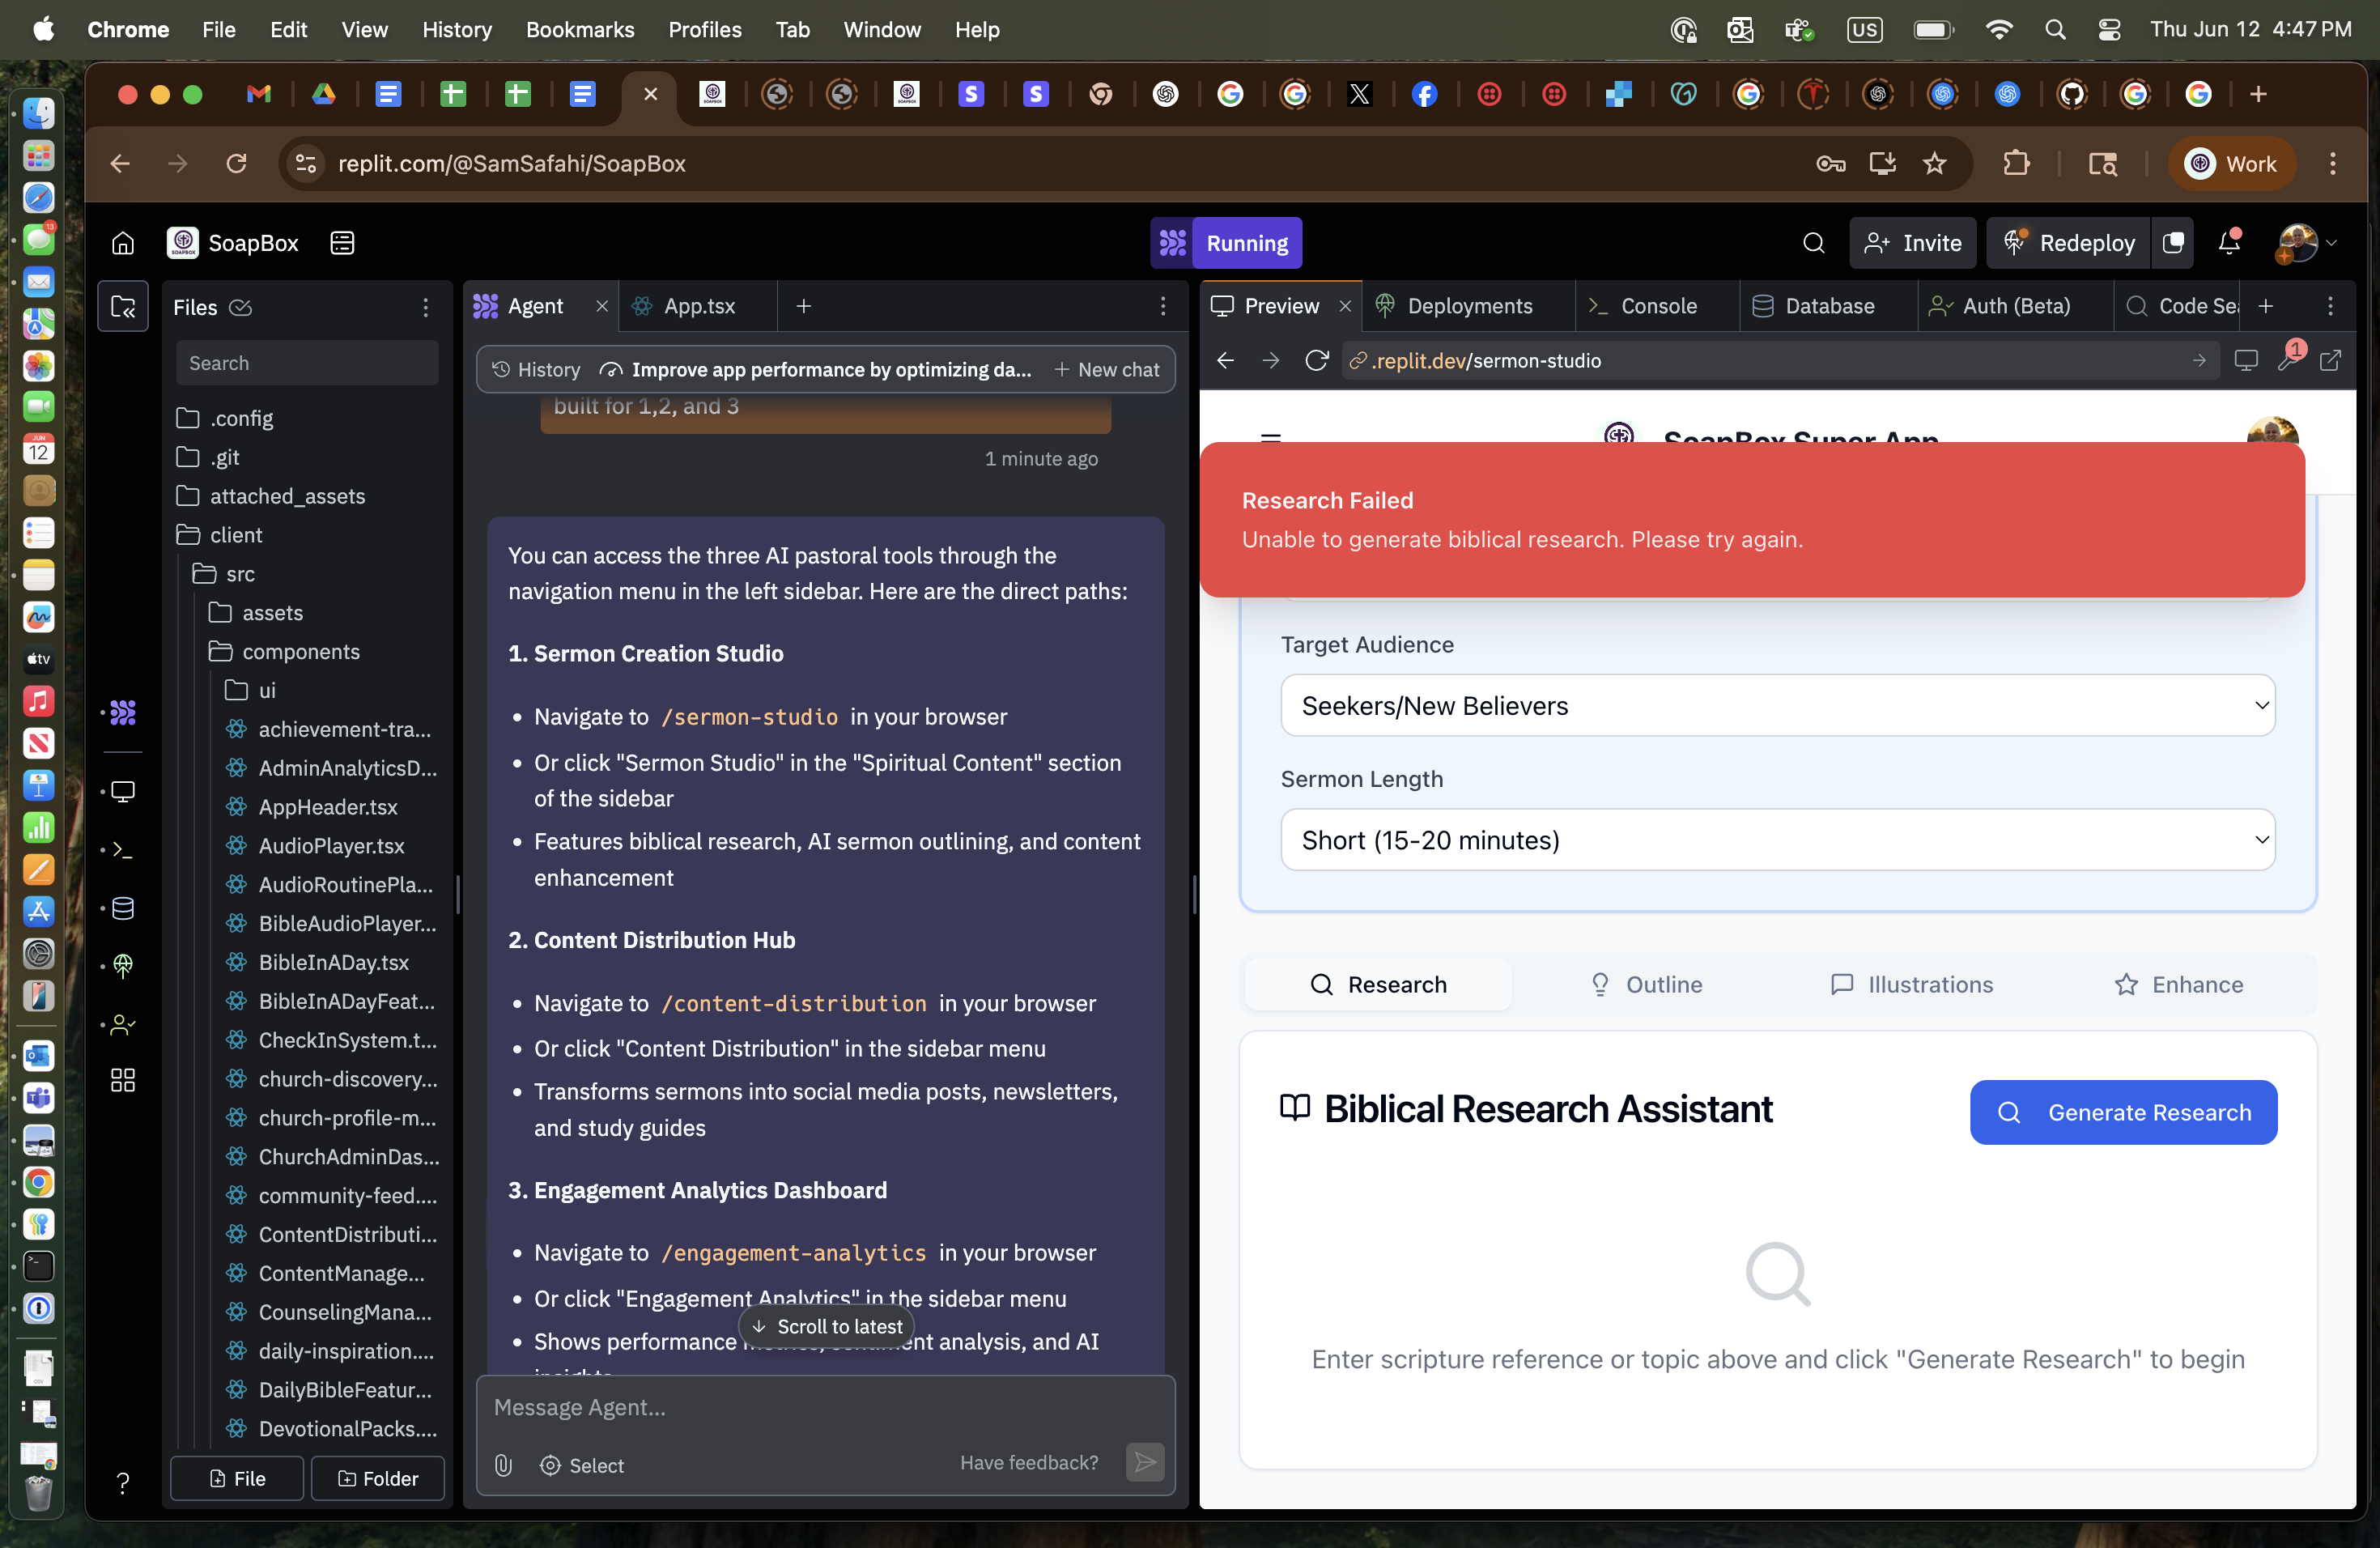 Chrome File Edit View History Bookmarks Profiles Tab Window Help US Thu Jun 12 4:47 PM
replit.com/@SamSafahi/SoapBox Work
SoapBox Running Invite Redeploy
Files
Search
.config
.git
attached_assets
client
src
assets
components
ui
achievement-tra...
AdminAnalyticsD...
AppHeader.tsx
AudioPlayer.tsx
AudioRoutinePla...
BibleAudioPlayer...
BibleInADay.tsx
BibleInADayFeat...
CheckInSystem.t...
church-discovery...
church-profile-m...
ChurchAdminDas...
community-feed....
ContentDistributi...
ContentManage...
CounselingMana...
daily-inspiration....
DailyBibleFeatur...
DevotionalPacks....
File Folder
Agent App.tsx
History Improve app performance by optimizing da... New chat
built for 1,2, and 3
1 minute ago
You can access the three AI pastoral tools through the
navigation menu in the left sidebar. Here are the direct paths:
1. Sermon Creation Studio
• Navigate to /sermon-studio in your browser
• Or click "Sermon Studio" in the "Spiritual Content" section
of the sidebar
• Features biblical research, AI sermon outlining, and content
enhancement
2. Content Distribution Hub
• Navigate to /content-distribution in your browser
• Or click "Content Distribution" in the sidebar menu
• Transforms sermons into social media posts, newsletters,
and study guides
3. Engagement Analytics Dashboard
• Navigate to /engagement-analytics in your browser
• Or click "Engagement Analytics" in the sidebar menu
Scroll to latest
• Shows performance analysis, and AI
Message Agent...
Select Have feedback?
Preview Deployments Console Database Auth (Beta) Code Se
.replit.dev/sermon-studio 1
SoapBox Super App
Research Failed
Unable to generate biblical research. Please try again.
Target Audience
Seekers/New Believers
Sermon Length
Short (15-20 minutes)
Research Outline Illustrations Enhance
Biblical Research Assistant Generate Research
Enter scripture reference or topic above and click "Generate Research" to begin
13
JUN
12
tv